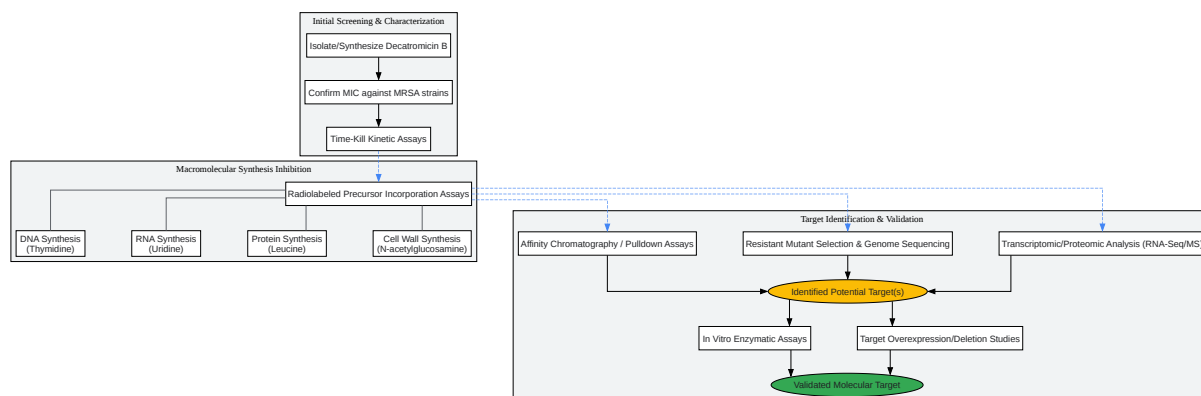 Initial Screening & Characterization
Isolate/Synthesize Decatromicin B
Confirm MIC against MRSA strains
Time-Kill Kinetic Assays
Macromolecular Synthesis Inhibition
Radiolabeled Precursor Incorporation Assays
DNA Synthesis
(Thymidine)
RNA Synthesis
(Uridine)
Protein Synthesis
(Leucine)
Cell Wall Synthesis
(N-acetylglucosamine)
Target Identification & Validation
Affinity Chromatography / Pulldown Assays
Resistant Mutant Selection & Genome Sequencing
Transcriptomic/Proteomic Analysis (RNA-Seq/MS)
Identified Potential Target(s)
In Vitro Enzymatic Assays
Target Overexpression/Deletion Studies
Validated Molecular Target